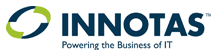 INNOTAS™
Powering the Business of IT